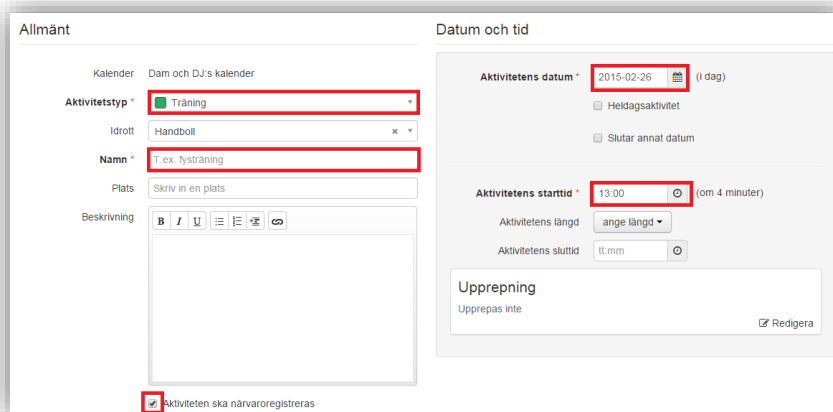 Allmänt
Kalender Dam och DJ:s kalender
Aktivitetstyp * Träning
Idrott Handboll × 
Namn * T.ex. fysträning
Plats Skriv in en plats
Beskrivning B I U
Aktiviteten ska närvaroregistreras
Datum och tid
Aktivitetens datum * 2015-02-26 (i dag)
Heldagsaktivitet
Slutar annat datum
Aktivitetens starttid * 13:00 (om 4 minuter)
Aktivitetens längd ange längd
Aktivitetens sluttid tt:mm
Upprepning
Upprepas inte
Redigera